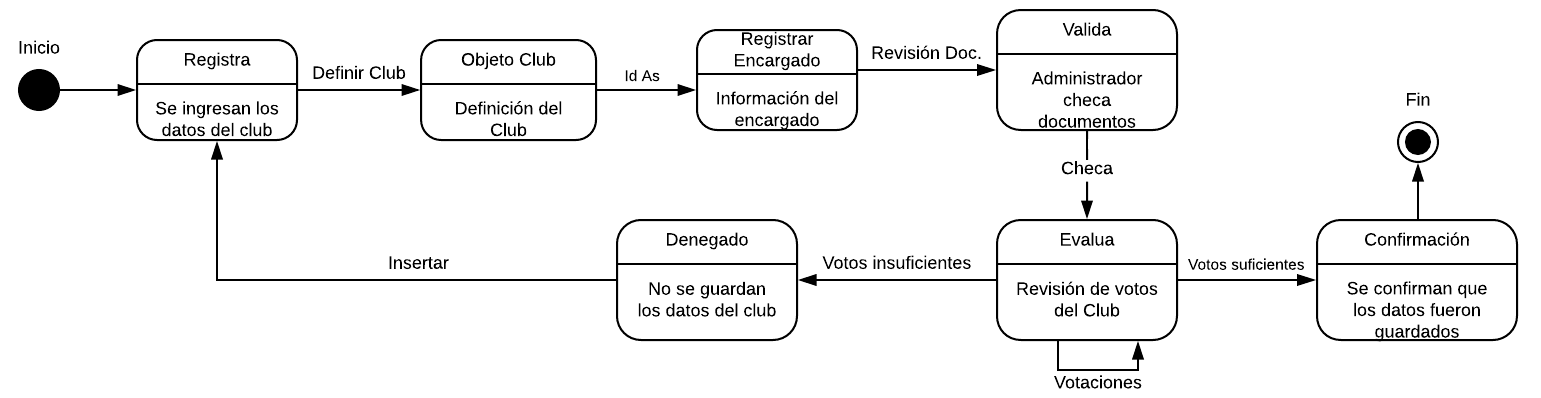 Inicio
Registra
Se ingresan los
datos del club
Definir Club
Objeto Club
Definición del
Club
Id As
Registrar
Encargado
Información del
encargado
Revisión Doc.
Valida
Administrador
checa
documentos
Checa
Evalua
Revisión de votos
del Club
Votaciones
Votos insuficientes
Denegado
No se guardan
los datos del club
Insertar
Votos suficientes
Confirmación
Se confirman que
los datos fueron
guardados
Fin